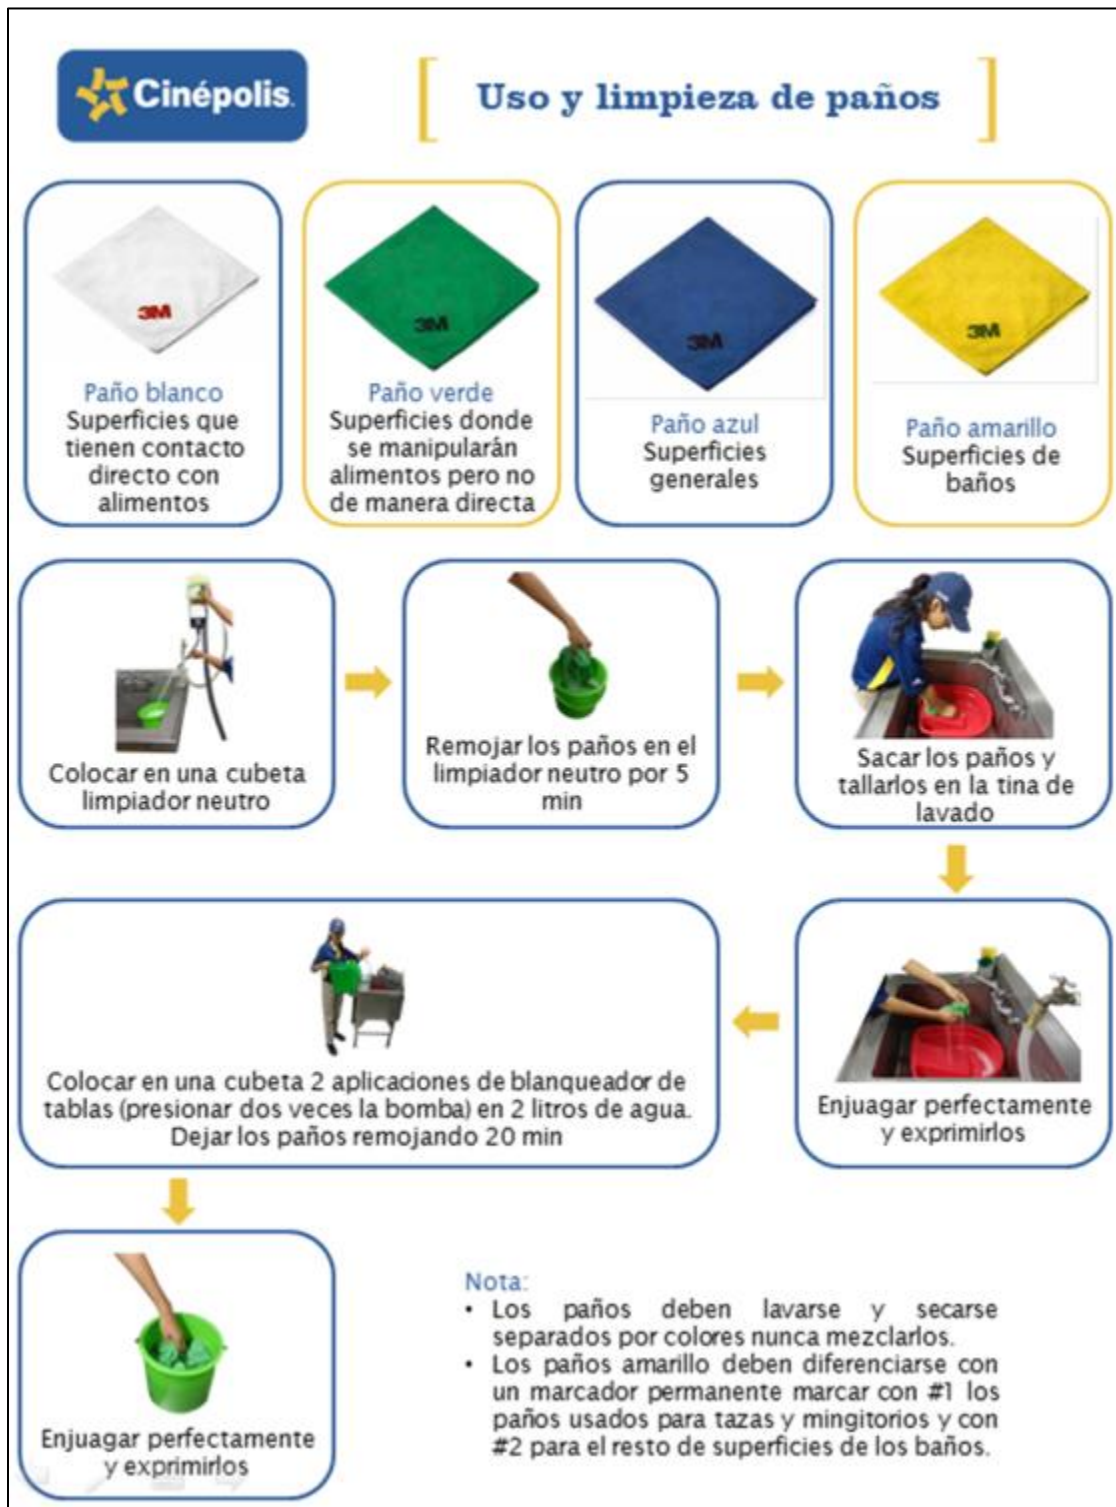 Cinépolis.
Uso y limpieza de paños
3M
Paño blanco
Superficies que
tienen contacto
directo con
alimentos
3M
Paño verde
Superficies donde
se manipularán
alimentos pero no
de manera directa
3M
Paño azul
Superficies
generales
3M
Paño amarillo
Superficies de
baños
Colocar en una cubeta
limpiador neutro
Remojar los paños en el
limpiador neutro por 5
min
Sacar los paños y
tallarlos en la tina de
lavado
Enjuagar perfectamente
y exprimirlos
Colocar en una cubeta 2 aplicaciones de blanqueador de
tablas (presionar dos veces la bomba) en 2 litros de agua.
Dejar los paños remojando 20 min
Enjuagar perfectamente
y exprimirlos
Nota:
• Los paños deben lavarse y secarse
separados por colores nunca mezclarlos.
• Los paños amarillo deben diferenciarse con
un marcador permanente marcar con #1 los
paños usados para tazas y mingitorios y con
#2 para el resto de superficies de los baños.